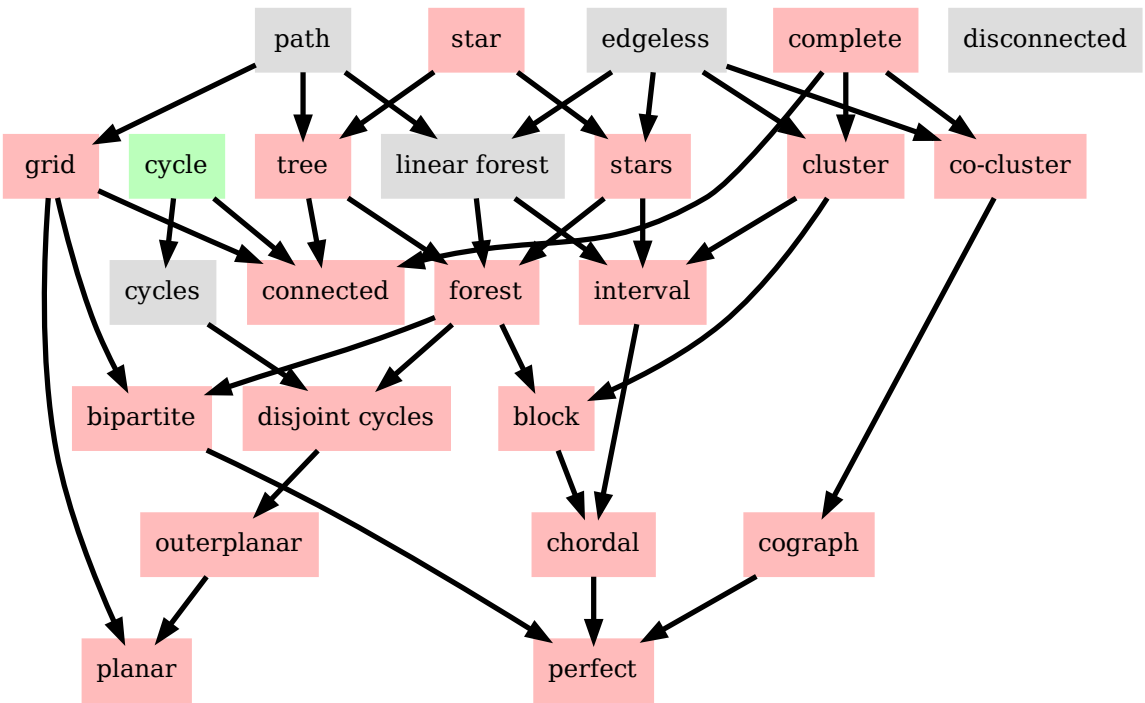 path
star
edgeless
complete
disconnected
grid
cycle
tree
linear forest
stars
cluster
co-cluster
cycles
connected
forest
interval
bipartite
disjoint cycles
block
outerplanar
chordal
cograph
planar
perfect